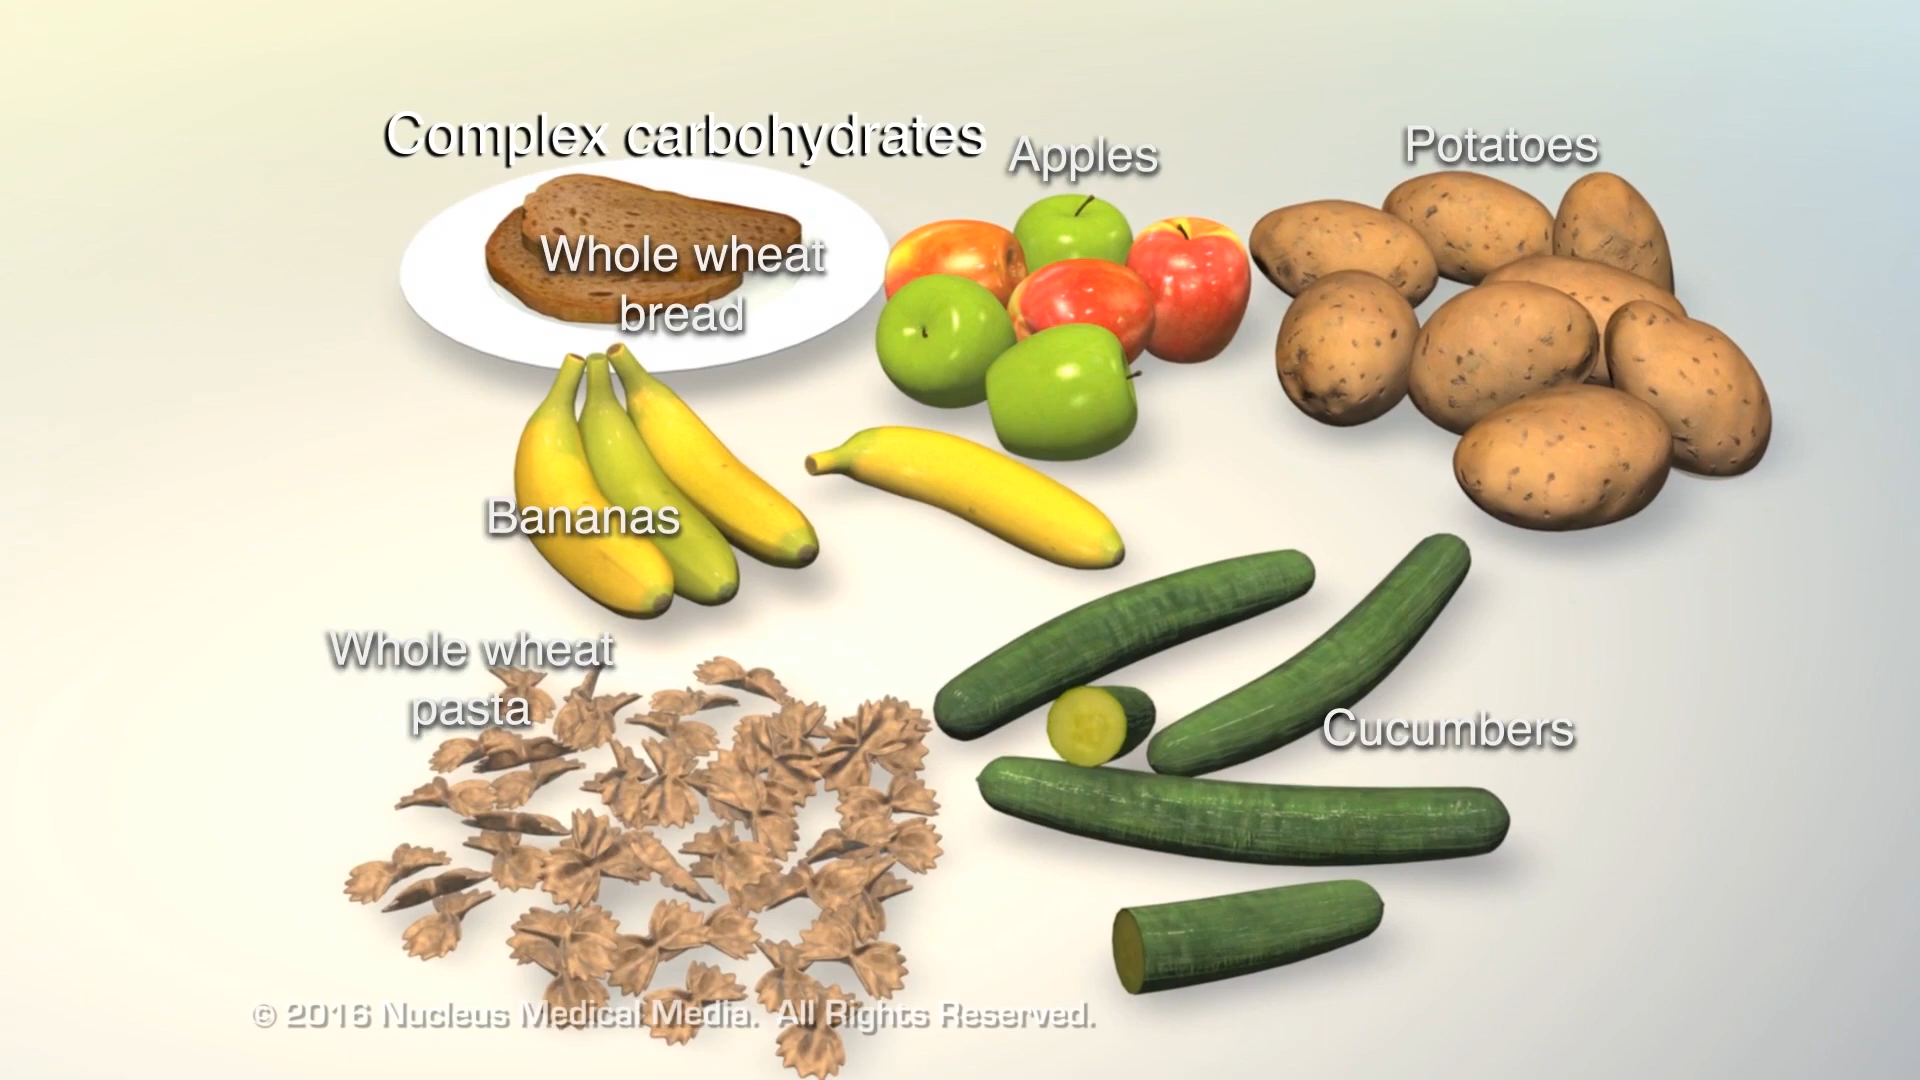 Complex carbohydrates
Apples
Potatoes
Whole wheat
bread
Bananas
Whole wheat
pasta
Cucumbers
© 2016 Nucleus Medical Media. All Rights Reserved.